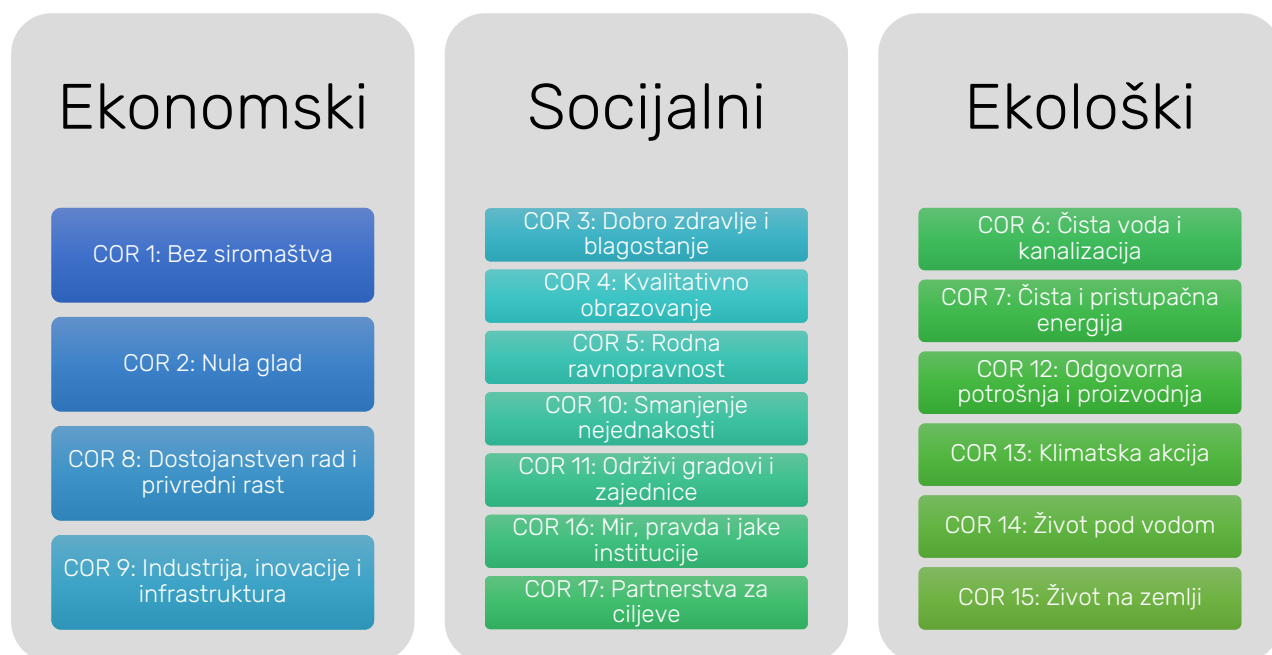 Ekonomski
COR 1: Bez siromaštva
COR 2: Nula glad
COR 8: Dostojanstven rad i
privredni rast
COR 9: Industrija, inovacije i
infrastruktura
Socijalni
COR 3: Dobro zdravlje i
blagostanje
COR 4: Kvalitativno
obrazovanje
COR 5: Rodna
ravnopravnost
COR 10: Smanjenje
nejednakosti
COR 11: Održivi gradovi i
zajednice
COR 16: Mir, pravda i jake
institucije
COR 17: Partnerstva za
ciljeve
Ekološki
COR 6: Čista voda i
kanalizacija
COR 7: Čista i pristupačna
energija
COR 12: Odgovorna
potrošnja i proizvodnja
COR 13: Klimatska akcija
COR 14: Život pod vodom
COR 15: Život na zemlji